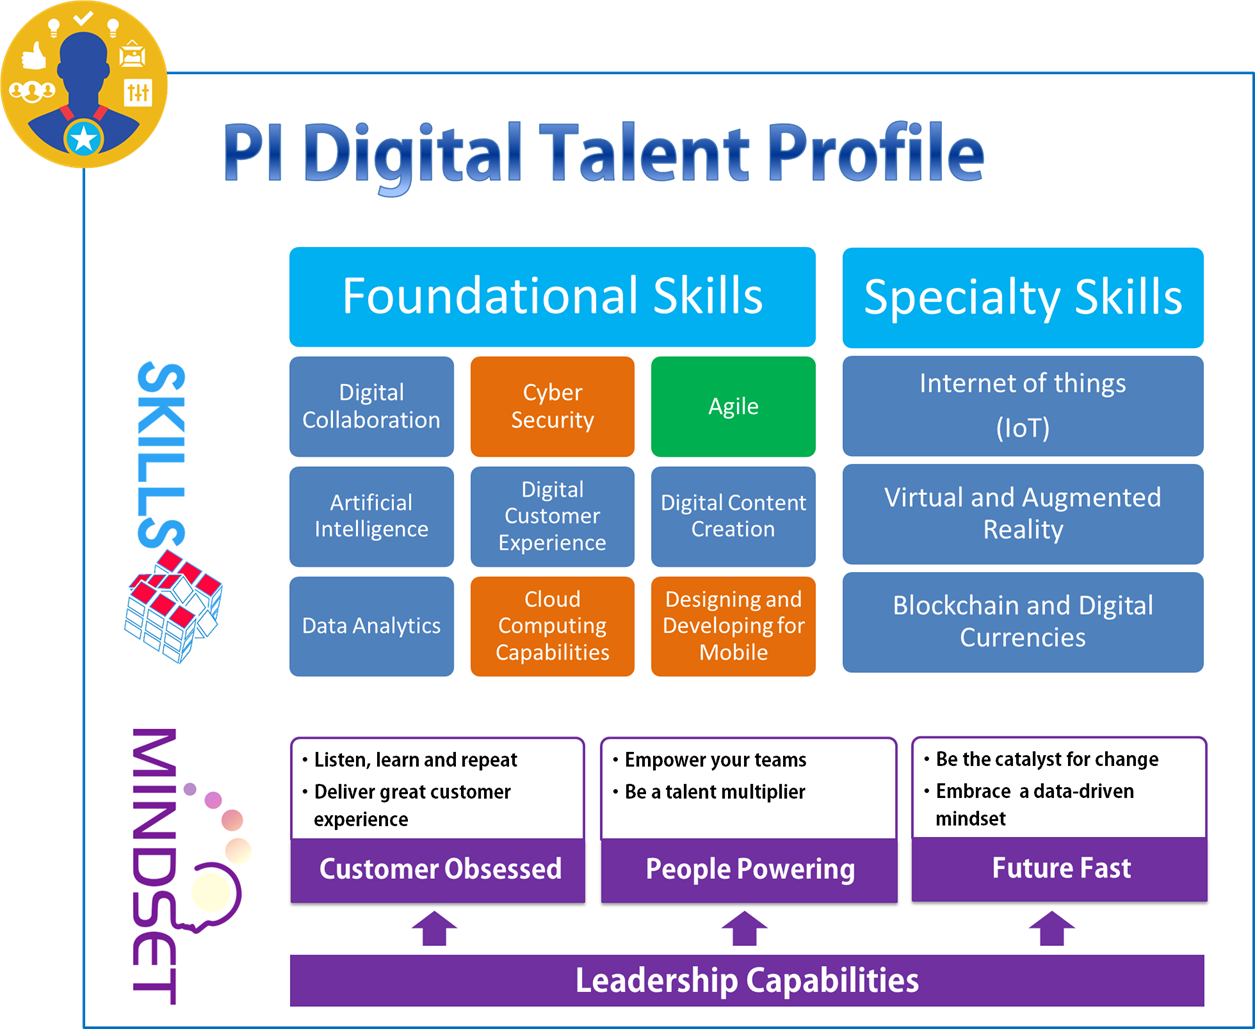 PI Digital Talent Profile
SKILLS
Foundational Skills
Specialty Skills
Digital
Collaboration
Cyber
Security
Agile
Internet of things
(IoT)
Artificial
Intelligence
Digital
Customer
Experience
Digital Content
Creation
Virtual and Augmented
Reality
Data Analytics
Cloud
Computing
Capabilities
Designing and
Developing for
Mobile
Blockchain and Digital
Currencies
MINDSET
• Listen, learn and repeat
• Deliver great customer
experience
Customer Obsessed
• Empower your teams
• Be a talent multiplier
People Powering
• Be the catalyst for change
• Embrace a data-driven
mindset
Future Fast
Leadership Capabilities